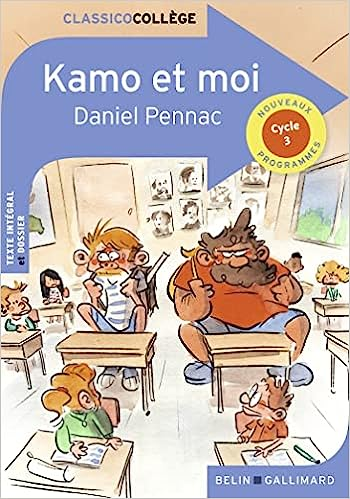 CLASSICOCOLLÈGE
Kamo et moi
Daniel Pennac
NOUVEAUX
Cycle
3
PROGRAMMES
TEXTE INTÉGRAL
et DOSSIER
BELIN GALLIMARD